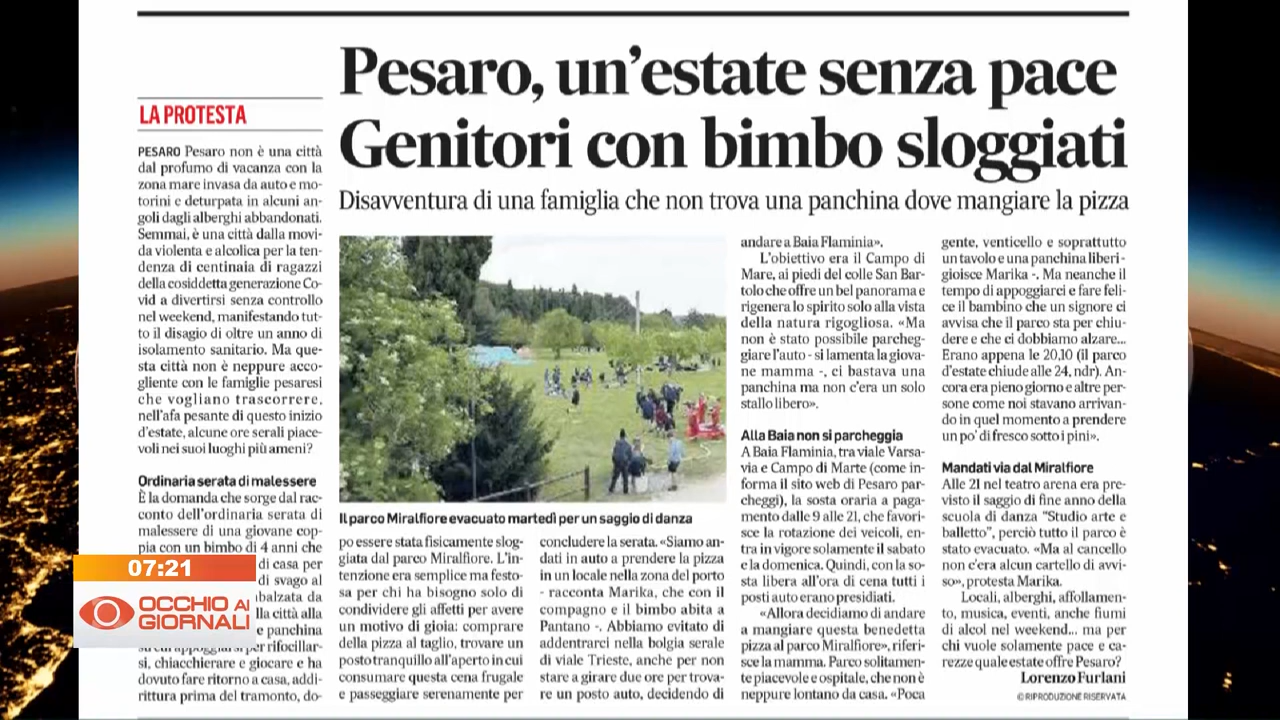 LA PROTESTA
Pesaro, un'estate senza pace
Genitori con bimbo sloggiati
Disavventura di una famiglia che non trova una panchina dove mangiare la pizza
PESARO Pesaro non è una città
dal profumo di vacanza con la
zona mare invasa da auto e mo-
torini e deturpata in alcuni an-
goli dagli alberghi abbandonati.
Semmai, è una città dalla movi-
da violenta e alcolica per la ten-
denza di centinaia di ragazzi
della cosiddetta generazione Co-
vid a divertirsi senza controllo
nel weekend, manifestando tut-
to il disagio di oltre un anno di
isolamento sanitario. Ma que-
sta città non è neppure acco-
gliente con le famiglie pesaresi
che vogliano trascorrere,
nell'afa pesante di questo inizio
d'estate, alcune ore serali piace-
voli nei suoi luoghi più ameni?
Ordinaria serata di malessere
È la domanda che sorge dal rac-
conto dell'ordinaria serata di
malessere di una giovane cop-
pia con un bimbo di 4 anni che
di casa per
di svago al
balzata da
lla città alla
e panchina
su cui appoggiarsi per rifocillar-
si, chiacchierare e giocare e ha
dovuto fare ritorno a casa, addi-
rittura prima del tramonto, do-
Il parco Miralfiore evacuato martedì per un saggio di danza
po essere stata fisicamente slog-
giata dal parco Miralfiore. L'in-
tenzione era semplice ma festo-
sa per chi ha bisogno solo di
condividere gli affetti per avere
un motivo di gioia: comprare
della pizza al taglio, trovare un
posto tranquillo all'aperto in cui
consumare questa cena frugale
e passeggiare serenamente per
concludere la serata. «Siamo an-
dati in auto a prendere la pizza
in un locale nella zona del porto
- racconta Marika, che con il
compagno e il bimbo abita a
Pantano -. Abbiamo evitato di
addentrarci nella bolgia serale
di viale Trieste, anche per non
stare a girare due ore per trova-
re un posto auto, decidendo di
andare a Baia Flaminia».
L'obiettivo era il Campo di
Mare, ai piedi del colle San Bar-
tolo che offre un bel panorama e
rigenera lo spirito solo alla vista
della natura rigogliosa. «Ma
non è stato possibile parcheg-
giare l'auto - si lamenta la giova-
ne mamma -, ci bastava una
panchina ma non c'era un solo
stallo libero».
Alla Baia non si parcheggia
A Baia Flaminia, tra viale Varsa-
via e Campo di Marte (come in-
forma il sito web di Pesaro par-
cheggi), la sosta oraria a paga-
mento dalle 9 alle 21, che favori-
sce la rotazione dei veicoli, en-
tra in vigore solamente il sabato
e la domenica. Quindi, con la so-
sta libera all'ora di cena tutti i
posti auto erano presidiati.
«Allora decidiamo di andare
a mangiare questa benedetta
pizza al parco Miralfiore», riferi-
sce la mamma. Parco solitamen-
te piacevole e ospitale, che non è
neppure lontano da casa. «Poca
gente, venticello e soprattutto
un tavolo e una panchina liberi -
gioisce Marika -. Ma neanche il
tempo di appoggiarci e fare feli-
ce il bambino che un signore ci
avvisa che il parco sta per chiu-
dere e che ci dobbiamo alzare...
Erano appena le 20,10 (il parco
d'estate chiude alle 24, ndr). An-
cora era pieno giorno e altre per-
sone come noi stavano arrivan-
do in quel momento a prendere
un po' di fresco sotto i pini».
Mandati via dal Miralfiore
Alle 21 nel teatro arena era pre-
visto il saggio di fine anno della
scuola di danza "Studio arte e
balletto", perciò tutto il parco è
stato evacuato. «Ma al cancello
non c'era alcun cartello di avvi-
so», protesta Marika.
Locali, alberghi, affollamen-
to, musica, eventi, anche fiumi
di alcol nel weekend... ma per
chi vuole solamente pace e ca-
rezze quale estate offre Pesaro?
Lorenzo Furlani
© RIPRODUZIONE RISERVATA
07:21
OCCHIO AI
GIORNALI